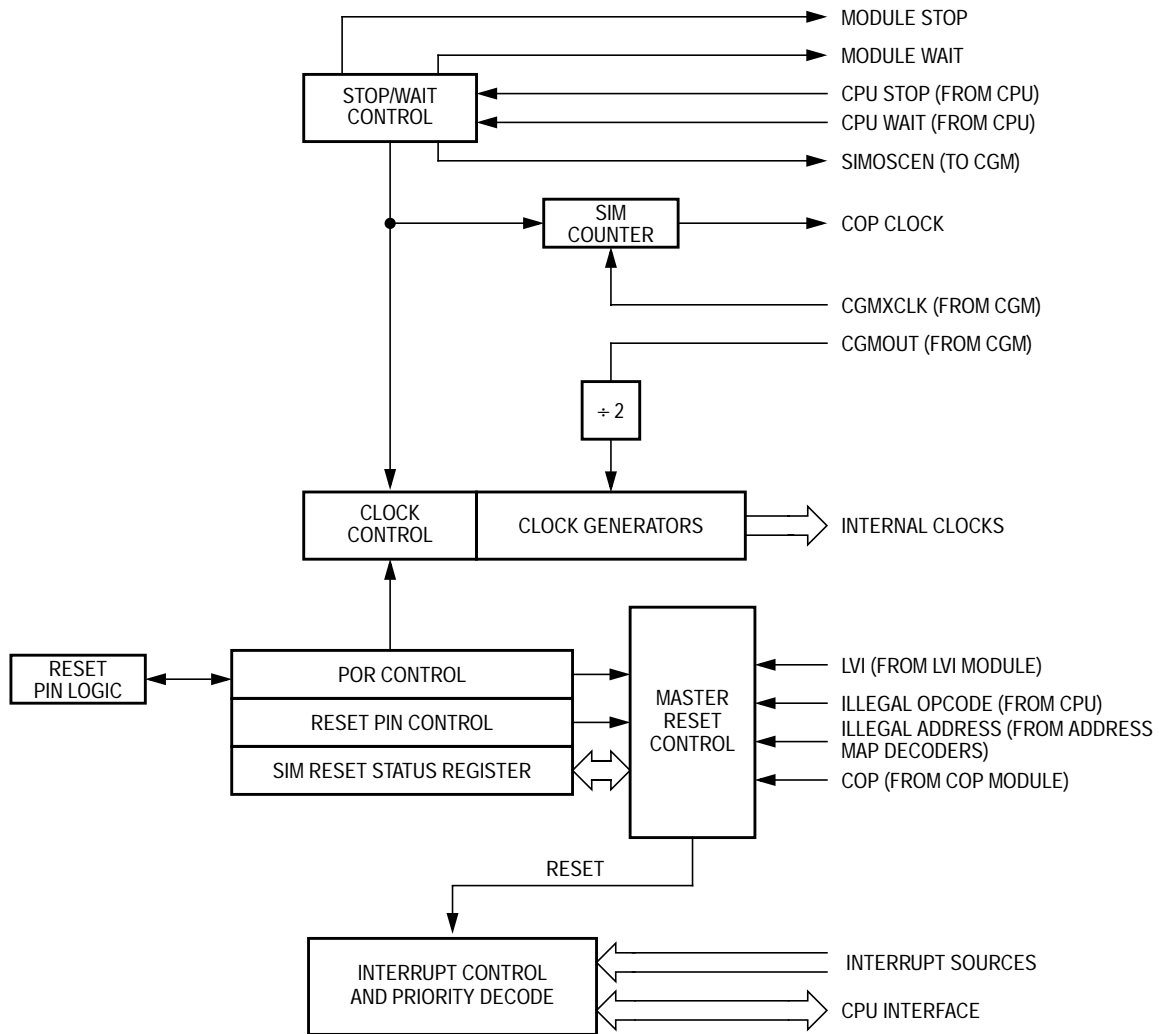 MODULE STOP
MODULE WAIT
STOP/WAIT
CONTROL
CPU STOP (FROM CPU)
CPU WAIT (FROM CPU)
SIMOSCEN (TO CGM)
SIM
COUNTER
COP CLOCK
CGMXCLK (FROM CGM)
CGMOUT (FROM CGM)
÷ 2
CLOCK
CONTROL
CLOCK GENERATORS
INTERNAL CLOCKS
RESET
PIN LOGIC
POR CONTROL
RESET PIN CONTROL
SIM RESET STATUS REGISTER
MASTER
RESET
CONTROL
LVI (FROM LVI MODULE)
ILLEGAL OPCODE (FROM CPU)
ILLEGAL ADDRESS (FROM ADDRESS
MAP DECODERS)
COP (FROM COP MODULE)
RESET
INTERRUPT CONTROL
AND PRIORITY DECODE
INTERRUPT SOURCES
CPU INTERFACE